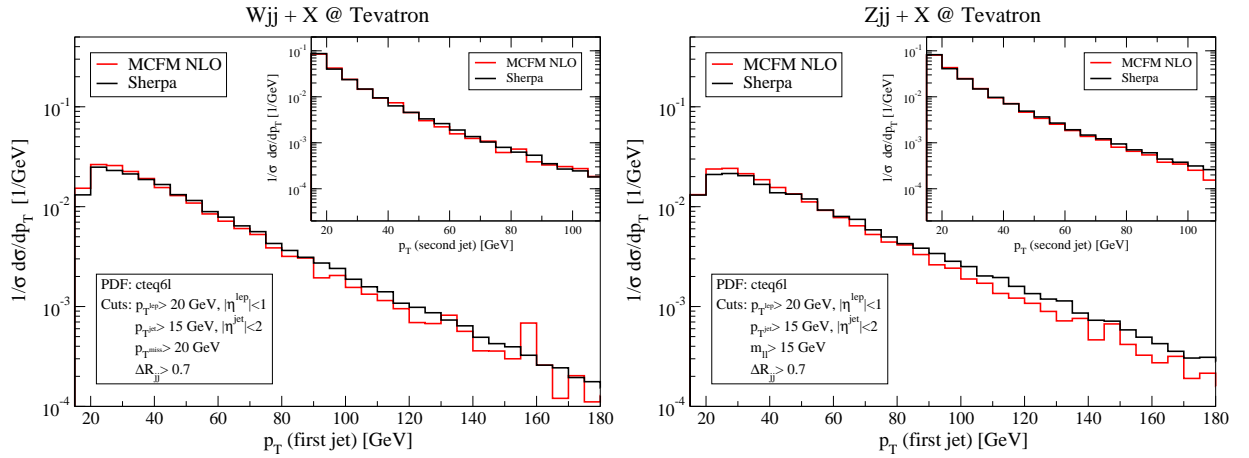 Wjj + X @ Tevatron
MCFM NLO
Sherpa
1/σ dσ/dp_T [1/GeV]
10^-1
10^-2
10^-3
10^-4
20 40 60 80 100 120 140 160 180
p_T (first jet) [GeV]
PDF: cteq6l
Cuts: p_T^lep > 20 GeV, |η^lep|<1
p_T^jet > 15 GeV, |η^jet|<2
p_T^miss > 20 GeV
ΔR_jj > 0.7
MCFM NLO
Sherpa
1/σ dσ/dp_T [1/GeV]
10^-1
10^-2
10^-3
10^-4
20 40 60 80 100
p_T (second jet) [GeV]
Zjj + X @ Tevatron
MCFM NLO
Sherpa
1/σ dσ/dp_T [1/GeV]
10^-1
10^-2
10^-3
10^-4
20 40 60 80 100 120 140 160 180
p_T (first jet) [GeV]
PDF: cteq6l
Cuts: p_T^lep > 20 GeV, |η^lep|<1
p_T^jet > 15 GeV, |η^jet|<2
m_ll > 15 GeV
ΔR_jj > 0.7
MCFM NLO
Sherpa
1/σ dσ/dp_T [1/GeV]
10^-1
10^-2
10^-3
10^-4
20 40 60 80 100
p_T (second jet) [GeV]